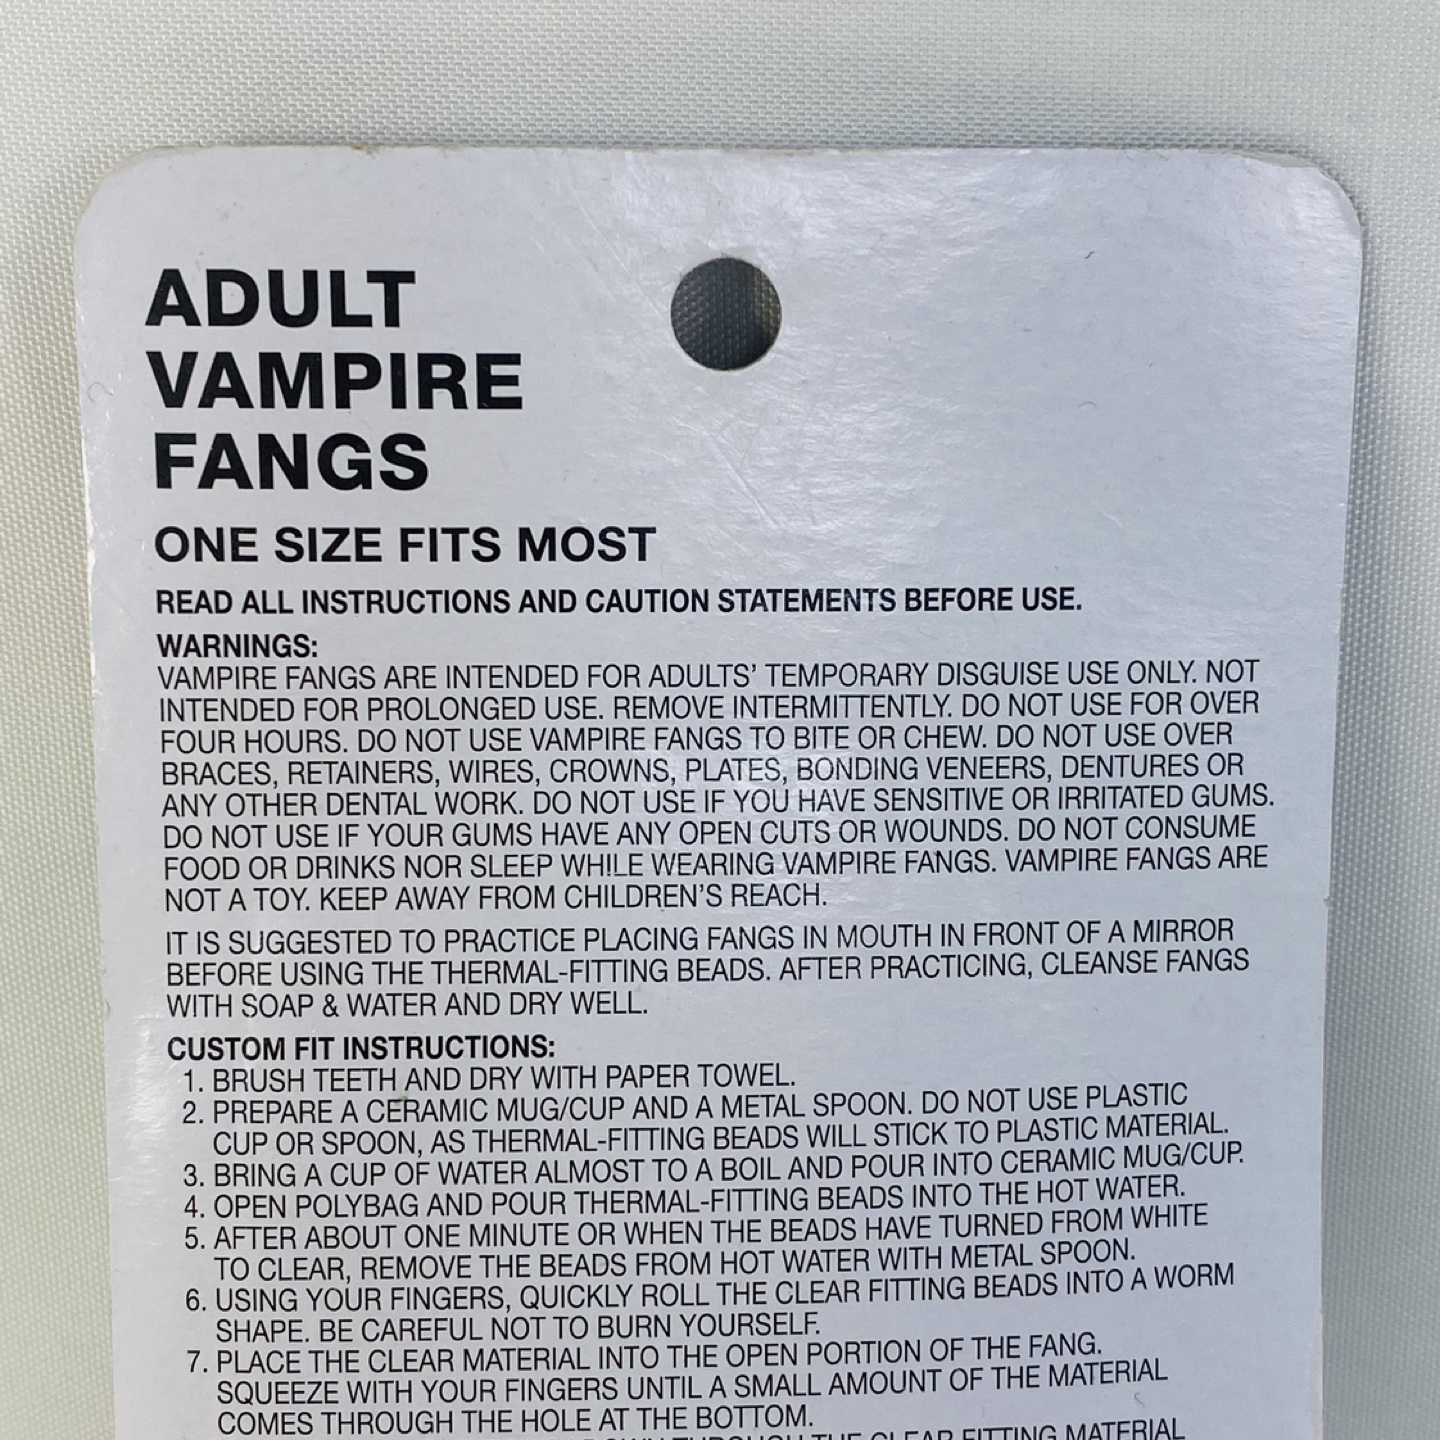 ADULT
VAMPIRE
FANGS
ONE SIZE FITS MOST
READ ALL INSTRUCTIONS AND CAUTION STATEMENTS BEFORE USE.
WARNINGS:
VAMPIRE FANGS ARE INTENDED FOR ADULTS' TEMPORARY DISGUISE USE ONLY. NOT
INTENDED FOR PROLONGED USE. REMOVE INTERMITTENTLY. DO NOT USE FOR OVER
FOUR HOURS. DO NOT USE VAMPIRE FANGS TO BITE OR CHEW. DO NOT USE OVER
BRACES, RETAINERS, WIRES, CROWNS, PLATES, BONDING VENEERS, DENTURES OR
ANY OTHER DENTAL WORK. DO NOT USE IF YOU HAVE SENSITIVE OR IRRITATED GUMS.
DO NOT USE IF YOUR GUMS HAVE ANY OPEN CUTS OR WOUNDS. DO NOT CONSUME
FOOD OR DRINKS NOR SLEEP WHILE WEARING VAMPIRE FANGS. VAMPIRE FANGS ARE
NOT A TOY. KEEP AWAY FROM CHILDREN'S REACH.
IT IS SUGGESTED TO PRACTICE PLACING FANGS IN MOUTH IN FRONT OF A MIRROR
BEFORE USING THE THERMAL-FITTING BEADS. AFTER PRACTICING, CLEANSE FANGS
WITH SOAP & WATER AND DRY WELL.
CUSTOM FIT INSTRUCTIONS:
1. BRUSH TEETH AND DRY WITH PAPER TOWEL.
2. PREPARE A CERAMIC MUG/CUP AND A METAL SPOON. DO NOT USE PLASTIC
CUP OR SPOON, AS THERMAL-FITTING BEADS WILL STICK TO PLASTIC MATERIAL.
3. BRING A CUP OF WATER ALMOST TO A BOIL AND POUR INTO CERAMIC MUG/CUP.
4. OPEN POLYBAG AND POUR THERMAL-FITTING BEADS INTO THE HOT WATER.
5. AFTER ABOUT ONE MINUTE OR WHEN THE BEADS HAVE TURNED FROM WHITE
TO CLEAR, REMOVE THE BEADS FROM HOT WATER WITH METAL SPOON.
6. USING YOUR FINGERS, QUICKLY ROLL THE CLEAR FITTING BEADS INTO A WORM
SHAPE. BE CAREFUL NOT TO BURN YOURSELF.
7. PLACE THE CLEAR MATERIAL INTO THE OPEN PORTION OF THE FANG.
SQUEEZE WITH YOUR FINGERS UNTIL A SMALL AMOUNT OF THE MATERIAL
COMES THROUGH THE HOLE AT THE BOTTOM.
THROUGH THE CLEAR FITTING MATERIAL